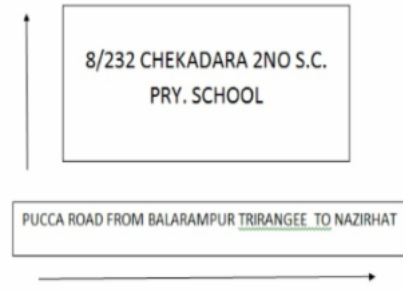 8/232 CHEKADARA 2NO S.C.
PRY. SCHOOL
PUCCA ROAD FROM BALARAMPUR TRIRANGEE TO NAZIRHAT